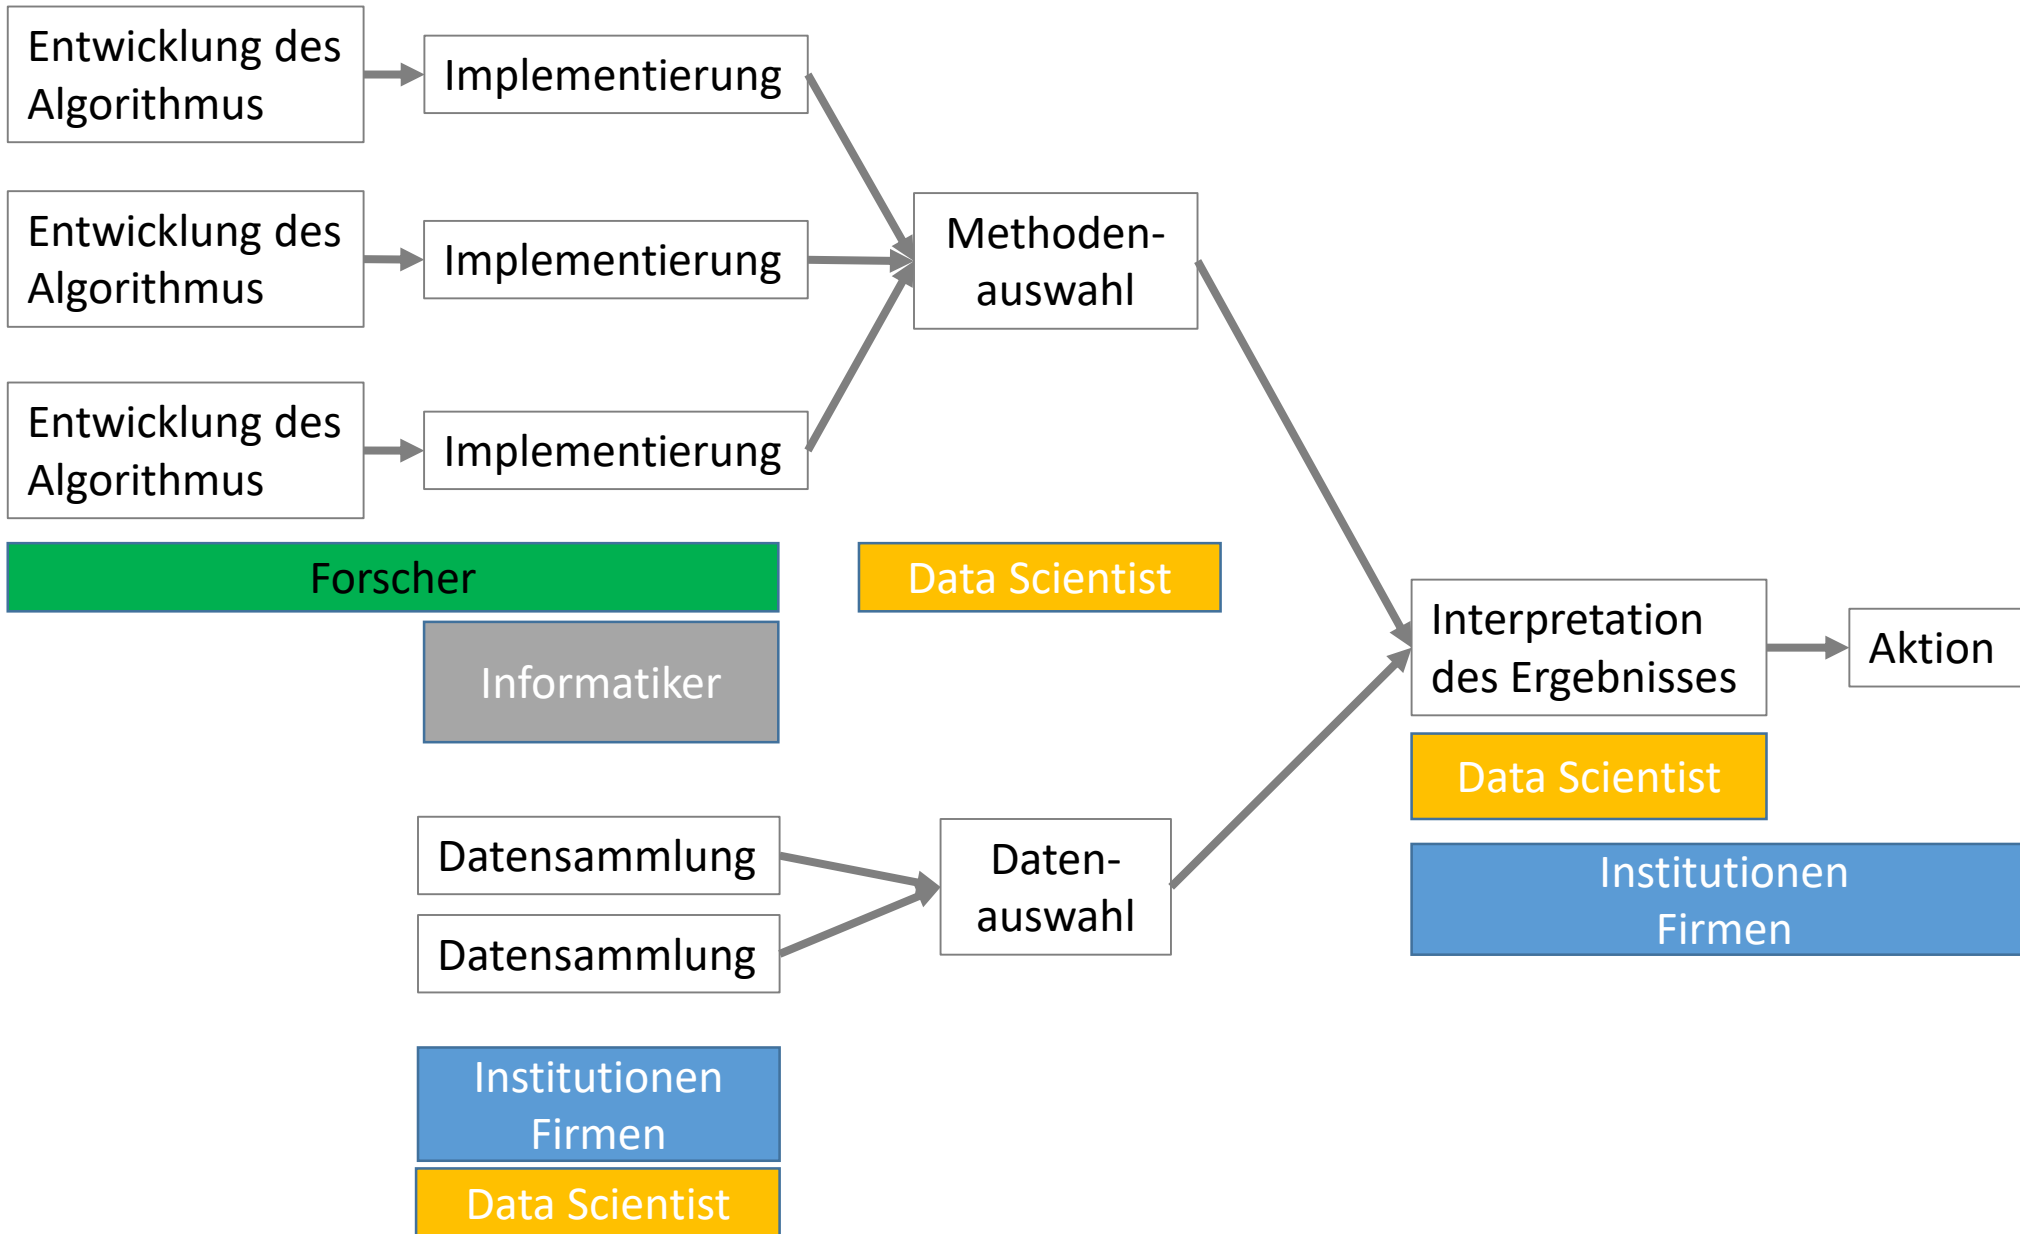 Entwicklung des
Algorithmus
Implementierung
Entwicklung des
Algorithmus
Implementierung
Methoden-
auswahl
Entwicklung des
Algorithmus
Implementierung
Forscher
Data Scientist
Informatiker
Interpretation
des Ergebnisses
Aktion
Data Scientist
Datensammlung
Datensammlung
Daten-
auswahl
Institutionen
Firmen
Institutionen
Firmen
Data Scientist